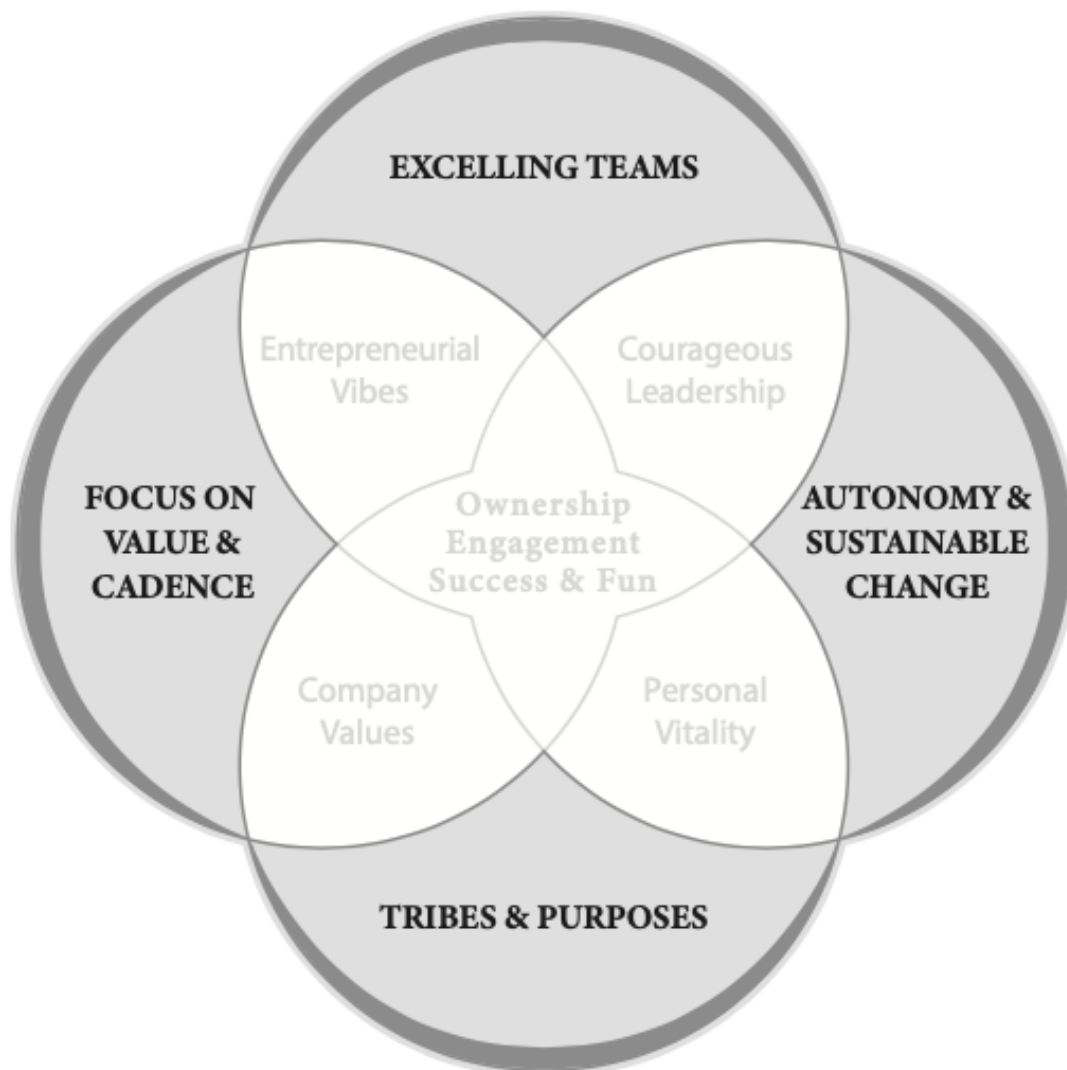 EXCELLING TEAMS
Entrepreneurial
Vibes
Courageous
Leadership
FOCUS ON
VALUE &
CADENCE
Ownership
Engagement
Success & Fun
AUTONOMY &
SUSTAINABLE
CHANGE
Company
Values
Personal
Vitality
TRIBES & PURPOSES